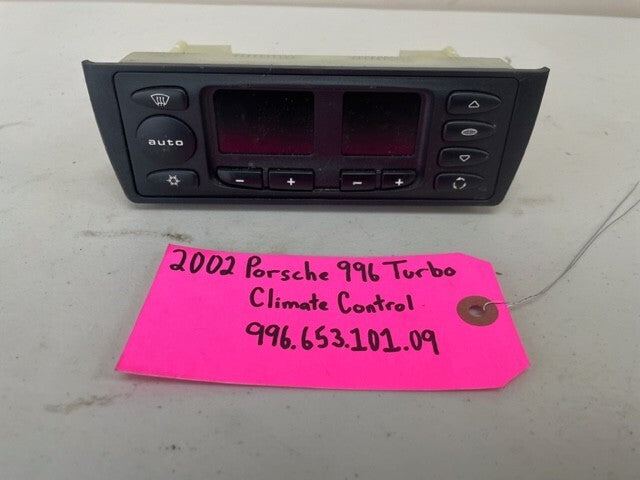 auto
- + - +
2002 Porsche 996 Turbo
Climate Control
996.653.101.09